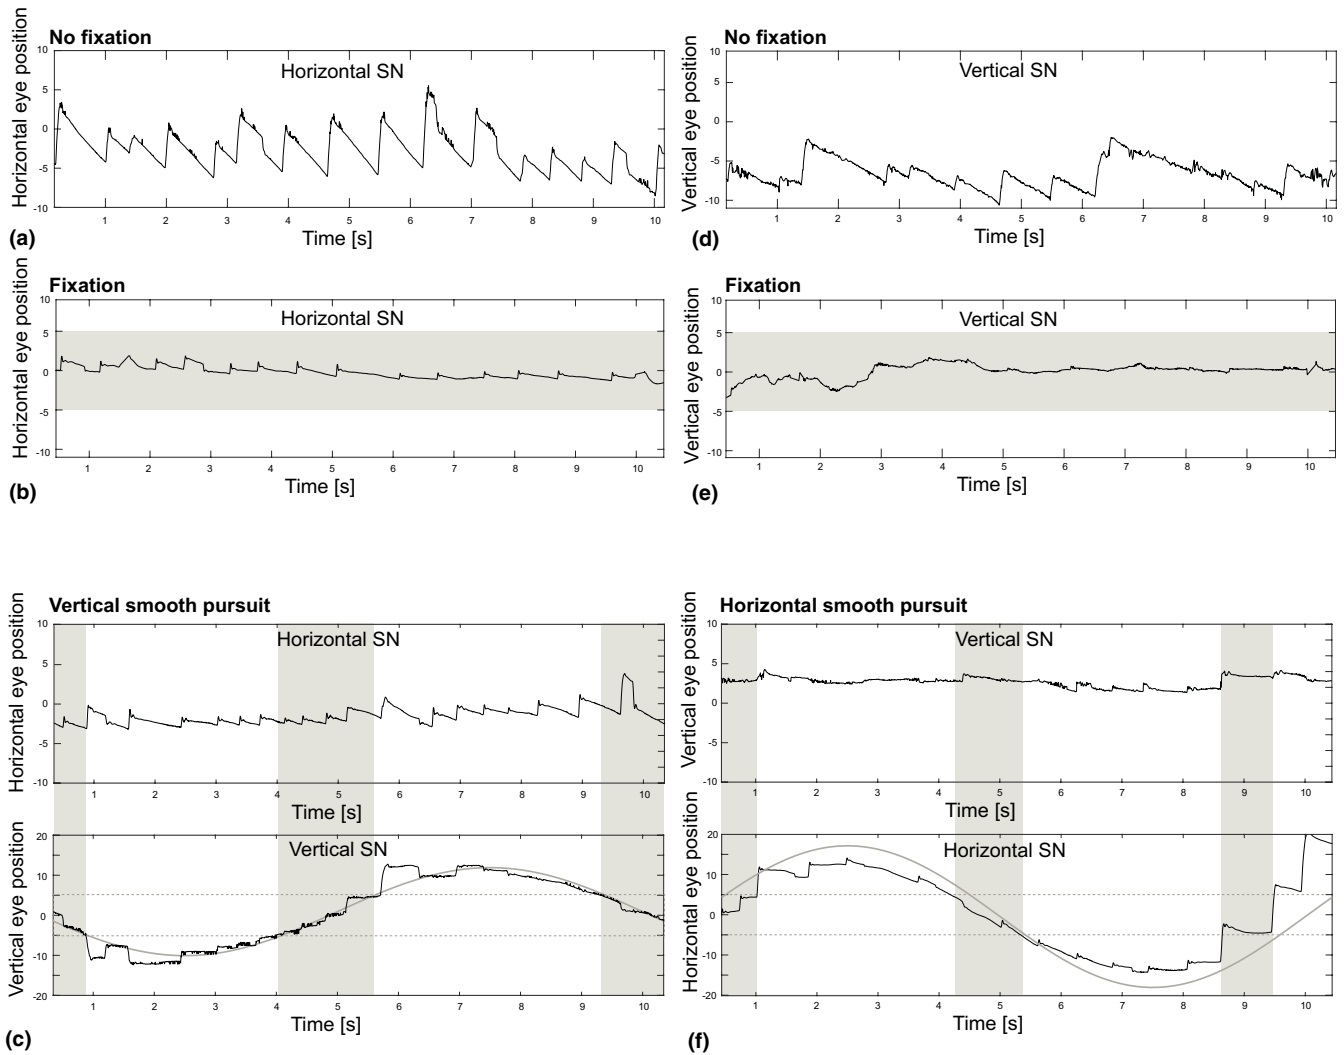 No fixation
Horizontal SN
Horizontal eye position
10
5
0
-5
-10
1 2 3 4 5 6 7 8 9 10
Time [s]
(a)
Fixation
Horizontal SN
Horizontal eye position
10
5
0
-5
-10
1 2 3 4 5 6 7 8 9 10
Time [s]
(b)
Vertical smooth pursuit
Horizontal SN
Horizontal eye position
10
5
0
-5
-10
1 2 3 4 5 6 7 8 9 10
Time [s]
Vertical SN
Vertical eye position
20
10
0
-10
-20
1 2 3 4 5 6 7 8 9 10
Time [s]
(c)
No fixation
Vertical SN
Vertical eye position
10
5
0
-5
-10
1 2 3 4 5 6 7 8 9 10
Time [s]
(d)
Fixation
Vertical SN
Vertical eye position
10
5
0
-5
-10
1 2 3 4 5 6 7 8 9 10
Time [s]
(e)
Horizontal smooth pursuit
Vertical SN
Vertical eye position
10
5
0
-5
-10
1 2 3 4 5 6 7 8 9 10
Time [s]
Horizontal SN
Horizontal eye position
20
10
0
-10
-20
1 2 3 4 5 6 7 8 9 10
Time [s]
(f)